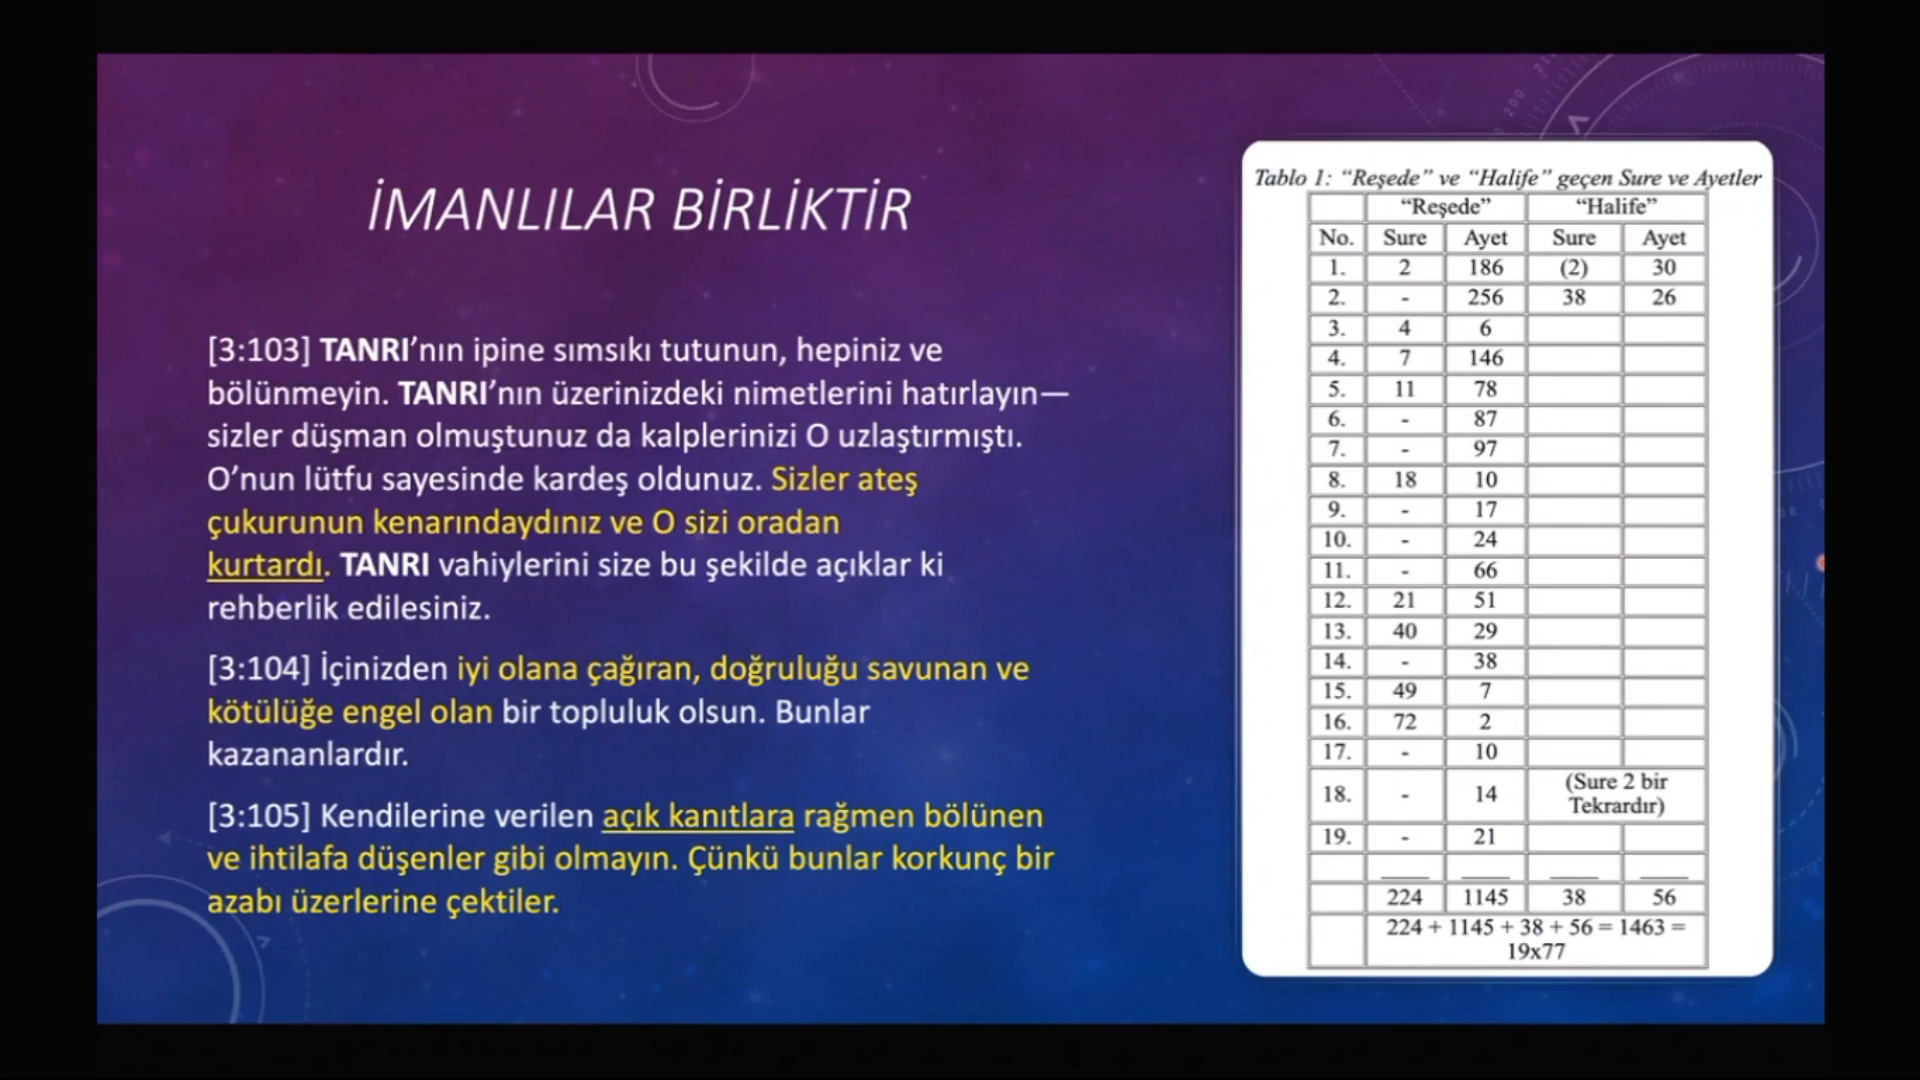 İMANLILAR BİRLİKTİR
[3:103] TANRI’nın ipine sımsıkı tutunun, hepiniz ve
bölünmeyin. TANRI’nın üzerinizdeki nimetlerini hatırlayın—
sizler düşman olmuştunuz da kalplerinizi O uzlaştırmıştı.
O’nun lütfu sayesinde kardeş oldunuz. Sizler ateş
çukurunun kenarındaydınız ve O sizi oradan
kurtardı. TANRI vahiylerini size bu şekilde açıklar ki
rehberlik edilesiniz.
[3:104] İçinizden iyi olana çağıran, doğruluğu savunan ve
kötülüğe engel olan bir topluluk olsun. Bunlar
kazananlardır.
[3:105] Kendilerine verilen açık kanıtlara rağmen bölünen
ve ihtilafa düşenler gibi olmayın. Çünkü bunlar korkunç bir
azabı üzerlerine çektiler.
Tablo 1: “Reşede” ve “Halife” geçen Sure ve Ayetler
“Reşede” “Halife”
No. Sure Ayet Sure Ayet
1. 2 186 (2) 30
2. - 256 38 26
3. 4 6
4. 7 146
5. 11 78
6. - 87
7. - 97
8. 18 10
9. - 17
10. - 24
11. - 66
12. 21 51
13. 40 29
14. - 38
15. 49 7
16. 72 2
17. - 10
18. - 14 (Sure 2 bir
Tekrardır)
19. - 21
224 1145 38 56
224 + 1145 + 38 + 56 = 1463 =
19x77